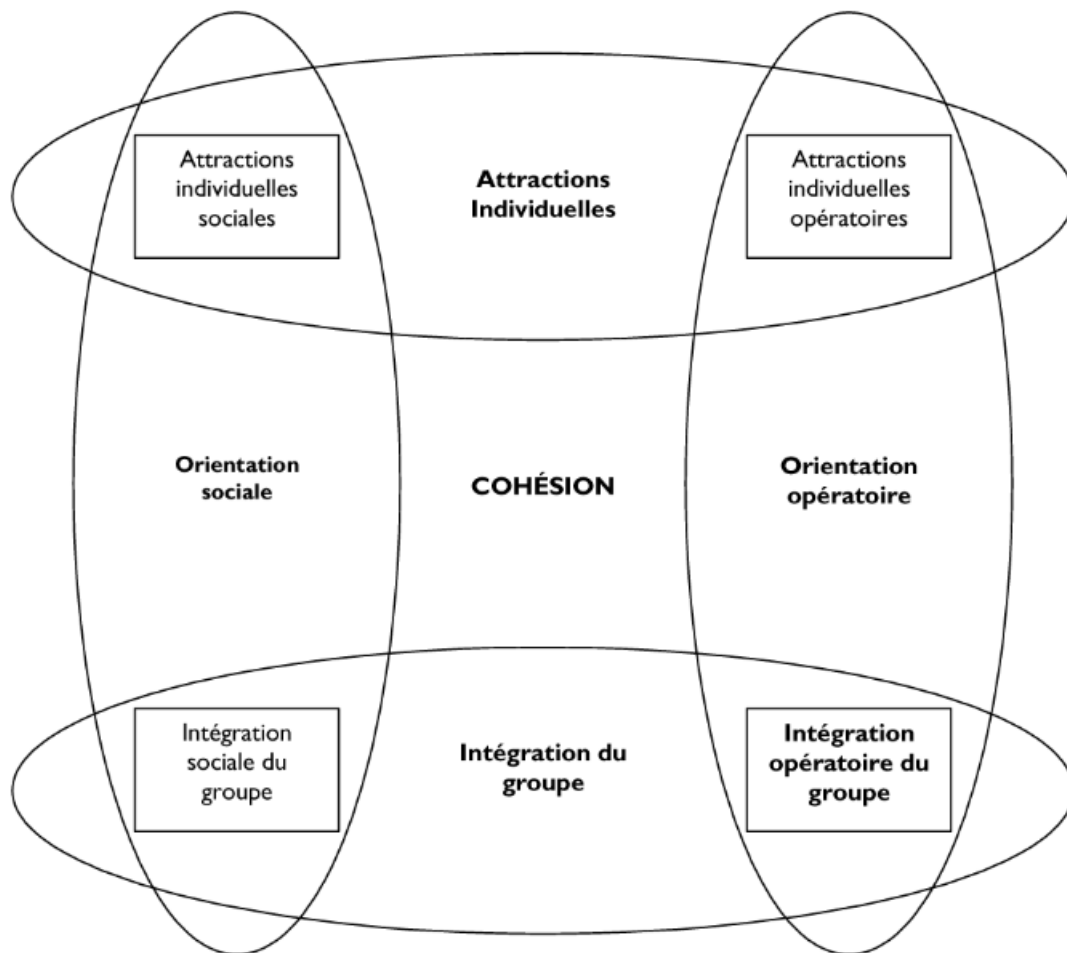 Attractions
individuelles
sociales
Attractions
Individuelles
Attractions
individuelles
opératoires
Orientation
sociale
COHÉSION
Orientation
opératoire
Intégration
sociale du
groupe
Intégration du
groupe
Intégration
opératoire du
groupe